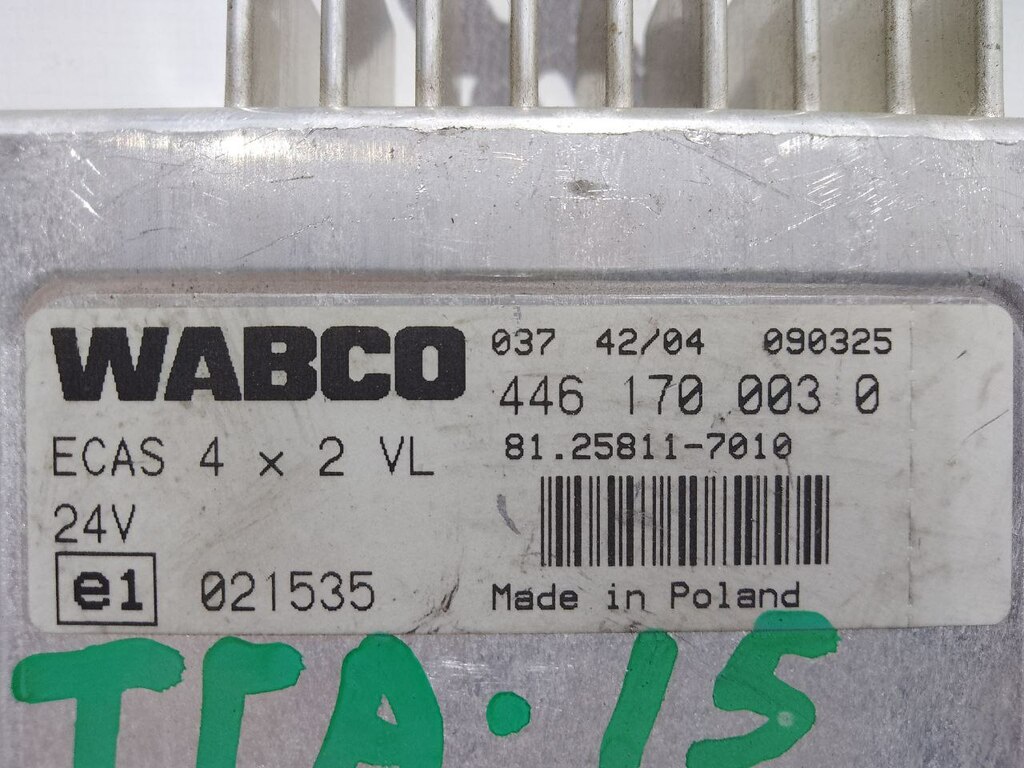 WABCO
ECAS 4 x 2 VL
24V
e1 021535
037 42/04 090325
446 170 003 0
81.25811-7010
Made in Poland
TГA·15